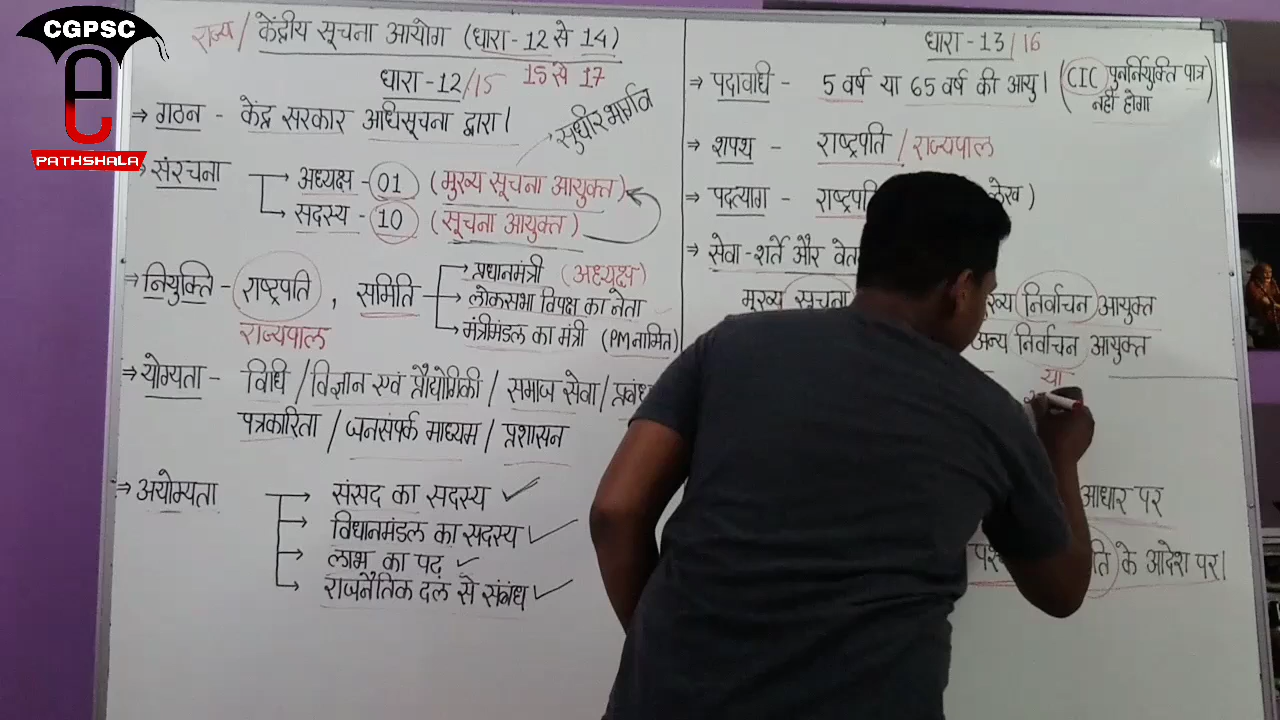 CGPSC
e
PATHSHALA
राज्य / केंद्रीय सूचना आयोग (धारा-12 से 14)
15 से 17
धारा-12/15
⇒ गठन - केंद्र सरकार अधिसूचना द्वारा।
सुधीर भार्गव
⇒ संरचना
अध्यक्ष - 01 (मुख्य सूचना आयुक्त)
सदस्य - 10 (सूचना आयुक्त)
⇒ नियुक्ति - राष्ट्रपति , समिति
राज्यपाल
प्रधानमंत्री (अध्यक्ष)
लोकसभा विपक्ष का नेता
मंत्रीमंडल का मंत्री (PM नामित)
⇒ योग्यता - विधि / विज्ञान एवं प्रौद्योगिकी / समाज सेवा / प्रबंध
पत्रकारिता / जनसंपर्क माध्यम / प्रशासन
⇒ अयोग्यता
संसद का सदस्य ✓
विधानमंडल का सदस्य ✓
लाभ का पद ✓
राजनैतिक दल से संबंध ✓
धारा-13/16
⇒ पदावधि - 5 वर्ष या 65 वर्ष की आयु। (CIC पुनर्नियुक्ति पात्र
नहीं होगा)
⇒ शपथ - राष्ट्रपति / राज्यपाल
⇒ पदत्याग - राष्ट्रपति लेख)
⇒ सेवा-शर्ते और वेत
मुख्य सूचना ख्य निर्वाचन आयुक्त
अन्य निर्वाचन आयुक्त
या
आधार पर
ति के आदेश पर।